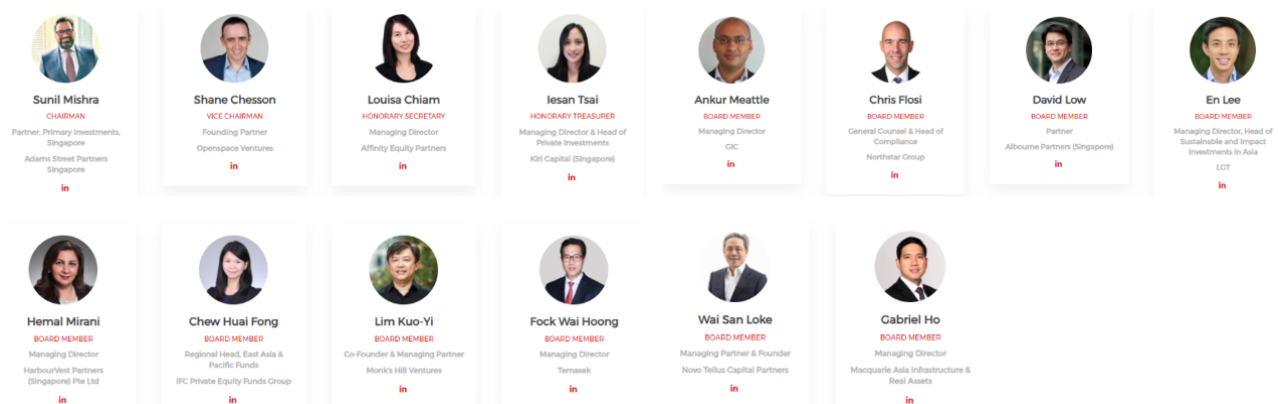 Sunil Mishra
CHAIRMAN
Partner, Primary Investments,
Singapore
Adams Street Partners
Singapore
in
Shane Chesson
VICE CHAIRMAN
Founding Partner
Openspace Ventures
in
Louisa Chiam
HONORARY SECRETARY
Managing Director
Affinity Equity Partners
in
Iesan Tsai
HONORARY TREASURER
Managing Director & Head of
Private Investments
Kiri Capital (Singapore)
in
Ankur Meattle
BOARD MEMBER
Managing Director
GIC
in
Chris Flosi
BOARD MEMBER
General Counsel & Head of
Compliance
Northstar Group
in
David Low
BOARD MEMBER
Partner
Albourne Partners (Singapore)
in
En Lee
BOARD MEMBER
Managing Director, Head of
Sustainable and Impact
Investments in Asia
LGT
in
Hemal Mirani
BOARD MEMBER
Managing Director
HarbourVest Partners
(Singapore) Pte Ltd
in
Chew Huai Fong
BOARD MEMBER
Regional Head, East Asia &
Pacific Funds
IFC Private Equity Funds Group
in
Lim Kuo-Yi
BOARD MEMBER
Co-Founder & Managing Partner
Monk's Hill Ventures
in
Fock Wai Hoong
BOARD MEMBER
Managing Director
Temasek
in
Wai San Loke
BOARD MEMBER
Managing Partner & Founder
Novo Tellus Capital Partners
in
Gabriel Ho
BOARD MEMBER
Managing Director
Macquarie Asia Infrastructure &
Real Assets
in